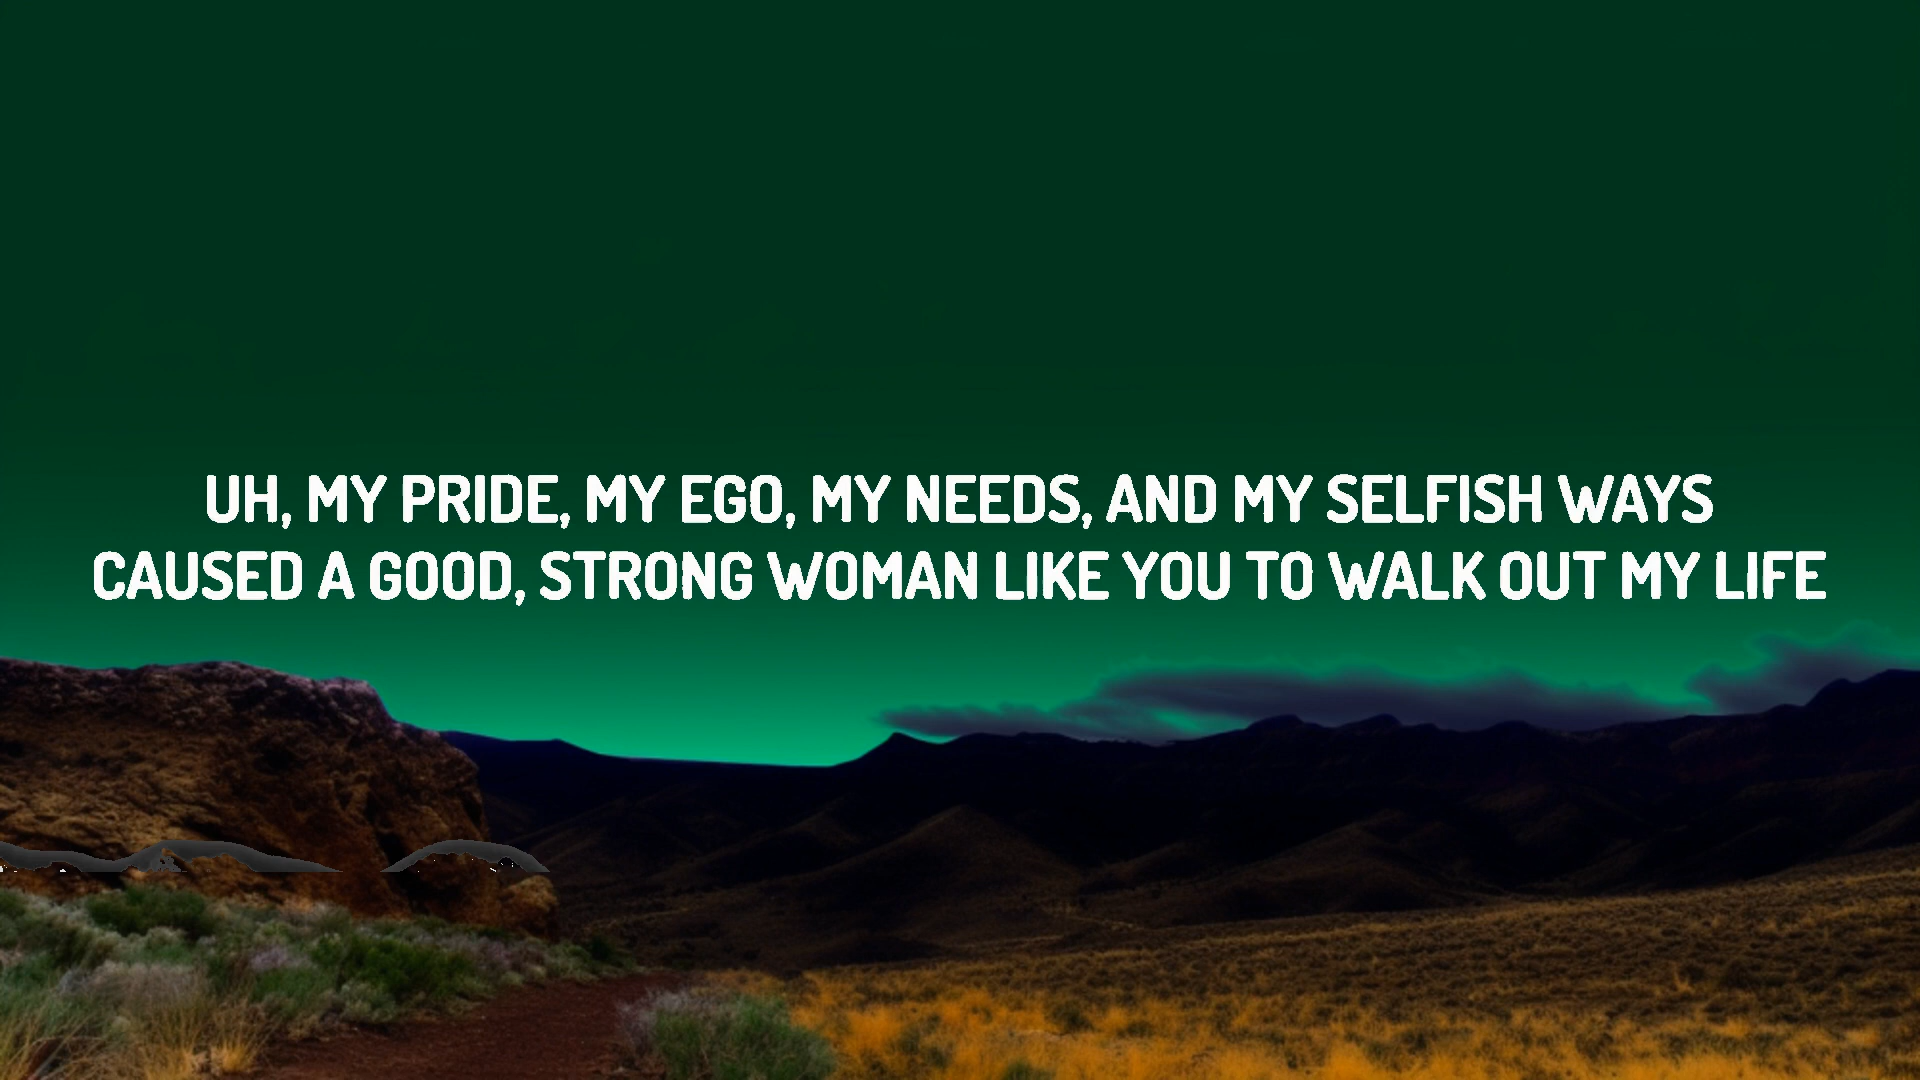 UH, MY PRIDE, MY EGO, MY NEEDS, AND MY SELFISH WAYS
CAUSED A GOOD, STRONG WOMAN LIKE YOU TO WALK OUT MY LIFE